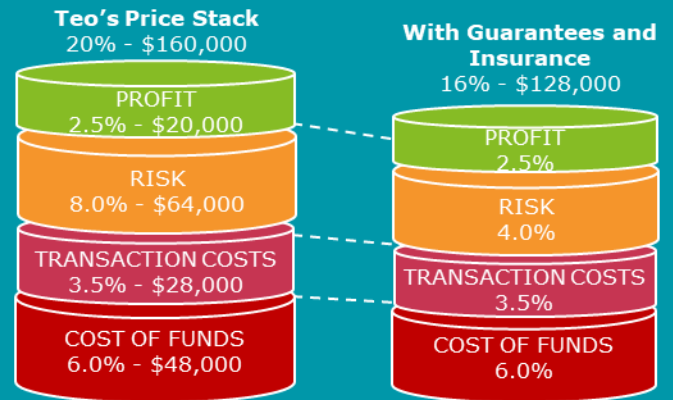 Teo's Price Stack
20% - $160,000
PROFIT
2.5% - $20,000
RISK
8.0% - $64,000
TRANSACTION COSTS
3.5% - $28,000
COST OF FUNDS
6.0% - $48,000
With Guarantees and
Insurance
16% - $128,000
PROFIT
2.5%
RISK
4.0%
TRANSACTION COSTS
3.5%
COST OF FUNDS
6.0%